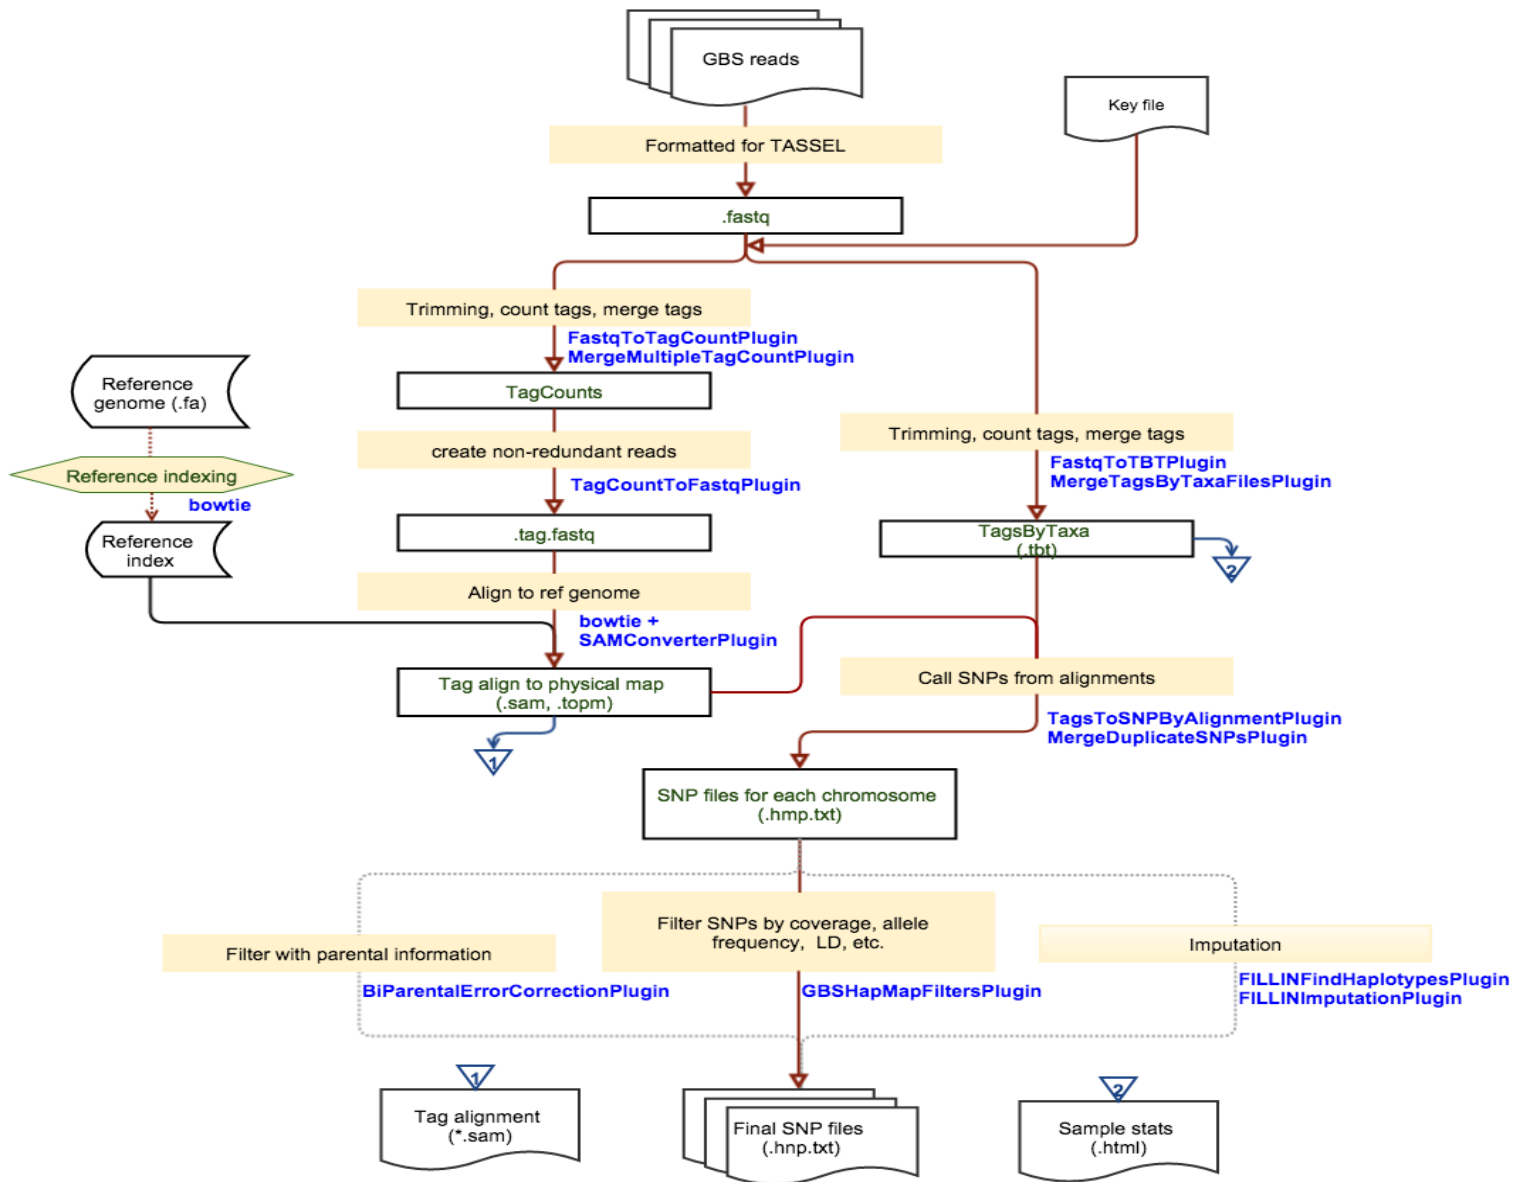 GBS reads
Key file
Formatted for TASSEL
.fastq
Trimming, count tags, merge tags
FastqToTagCountPlugin
MergeMultipleTagCountPlugin
Reference
genome (.fa)
TagCounts
Trimming, count tags, merge tags
create non-redundant reads
FastqToTBTPlugin
MergeTagsByTaxaFilesPlugin
Reference indexing
TagCountToFastqPlugin
bowtie
Reference
index
.tag.fastq
TagsByTaxa
(.tbt)
2
Align to ref genome
bowtie +
SAMConverterPlugin
Tag align to physical map
(.sam, .topm)
Call SNPs from alignments
TagsToSNPByAlignmentPlugin
MergeDuplicateSNPsPlugin
1
SNP files for each chromosome
(.hmp.txt)
Filter with parental information
BiParentalErrorCorrectionPlugin
Filter SNPs by coverage, allele
frequency, LD, etc.
GBSHapMapFiltersPlugin
Imputation
FILLINFindHaplotypesPlugin
FILLINImputationPlugin
1
Tag alignment
(*.sam)
Final SNP files
(.hnp.txt)
2
Sample stats
(.html)